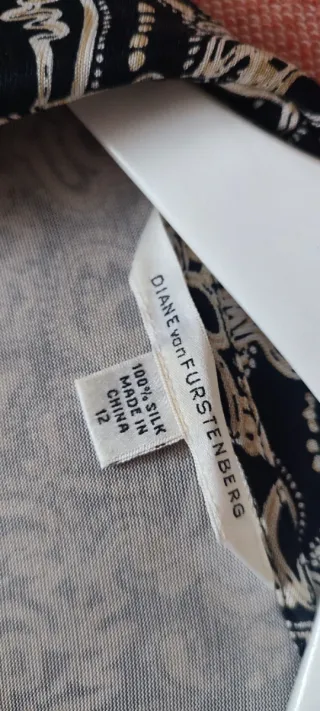 DIANE von FURSTENBERG
100% SILK
MADE IN
CHINA
12